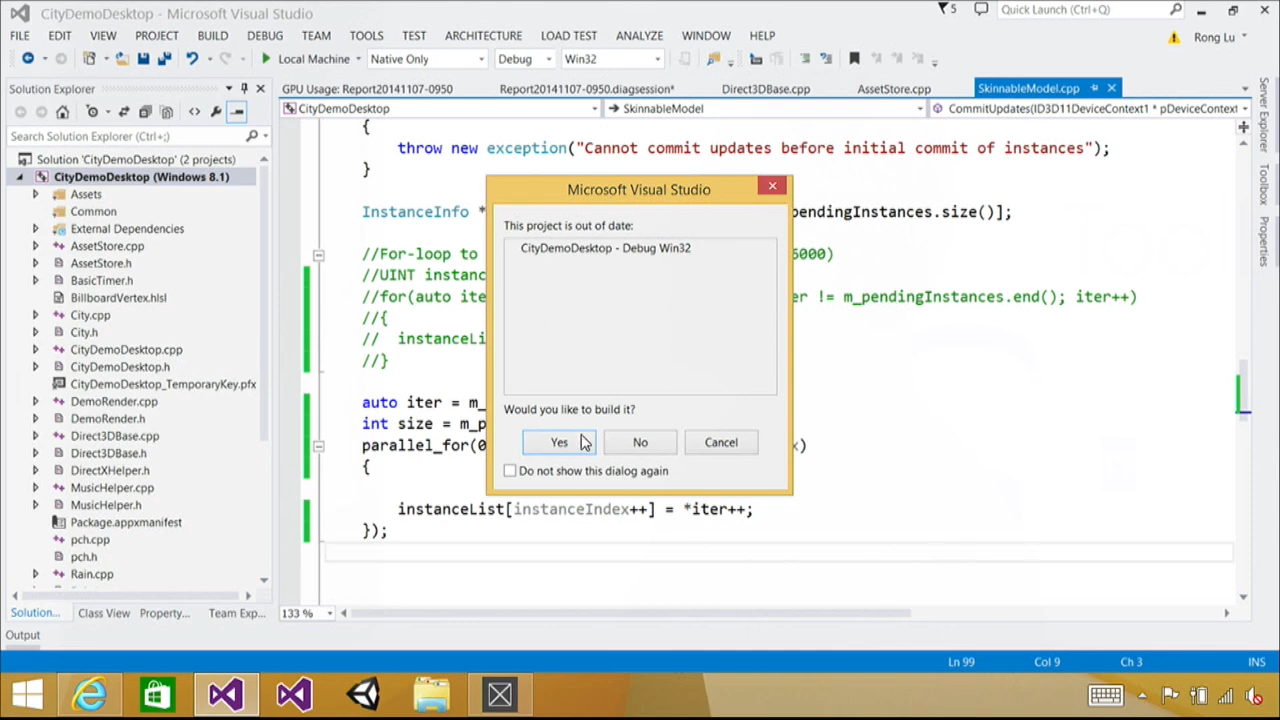 CityDemoDesktop - Microsoft Visual Studio
5
Quick Launch (Ctrl+Q)
FILE EDIT VIEW PROJECT BUILD DEBUG TEAM TOOLS TEST ARCHITECTURE LOAD TEST ANALYZE WINDOW HELP
Rong Lu
Local Machine Native Only Debug Win32
Solution Explorer
Search Solution Explorer (Ctrl+;)
Solution 'CityDemoDesktop' (2 projects)
CityDemoDesktop (Windows 8.1)
Assets
Common
External Dependencies
AssetStore.cpp
AssetStore.h
BasicTimer.h
BillboardVertex.hlsl
City.cpp
City.h
CityDemoDesktop.cpp
CityDemoDesktop.h
CityDemoDesktop_TemporaryKey.pfx
DemoRender.cpp
DemoRender.h
Direct3DBase.cpp
Direct3DBase.h
DirectXHelper.h
MusicHelper.cpp
MusicHelper.h
Package.appxmanifest
pch.cpp
pch.h
Rain.cpp
Solution... Class View Property... Team Exp...
GPU Usage: Report20141107-0950 Report20141107-0950.diagsession* Direct3DBase.cpp AssetStore.cpp SkinnableModel.cpp
CityDemoDesktop SkinnableModel CommitUpdates(ID3D11DeviceContext1 * pDeviceContext
{
throw new exception("Cannot commit updates before initial commit of instances");
}
InstanceInfo * pendingInstances.size()];
//For-loop to 5000)
//UINT instanc
//for(auto ite er != m_pendingInstances.end(); iter++)
//{
// instanceLi
//}
auto iter = m_
int size = m_p
parallel_for(0 x)
{
instanceList[instanceIndex++] = *iter++;
});
133 %
Microsoft Visual Studio
This project is out of date:
CityDemoDesktop - Debug Win32
Would you like to build it?
Yes No Cancel
Do not show this dialog again
Server Explorer
Toolbox
Properties
Output
Ln 99 Col 9 Ch 3 INS